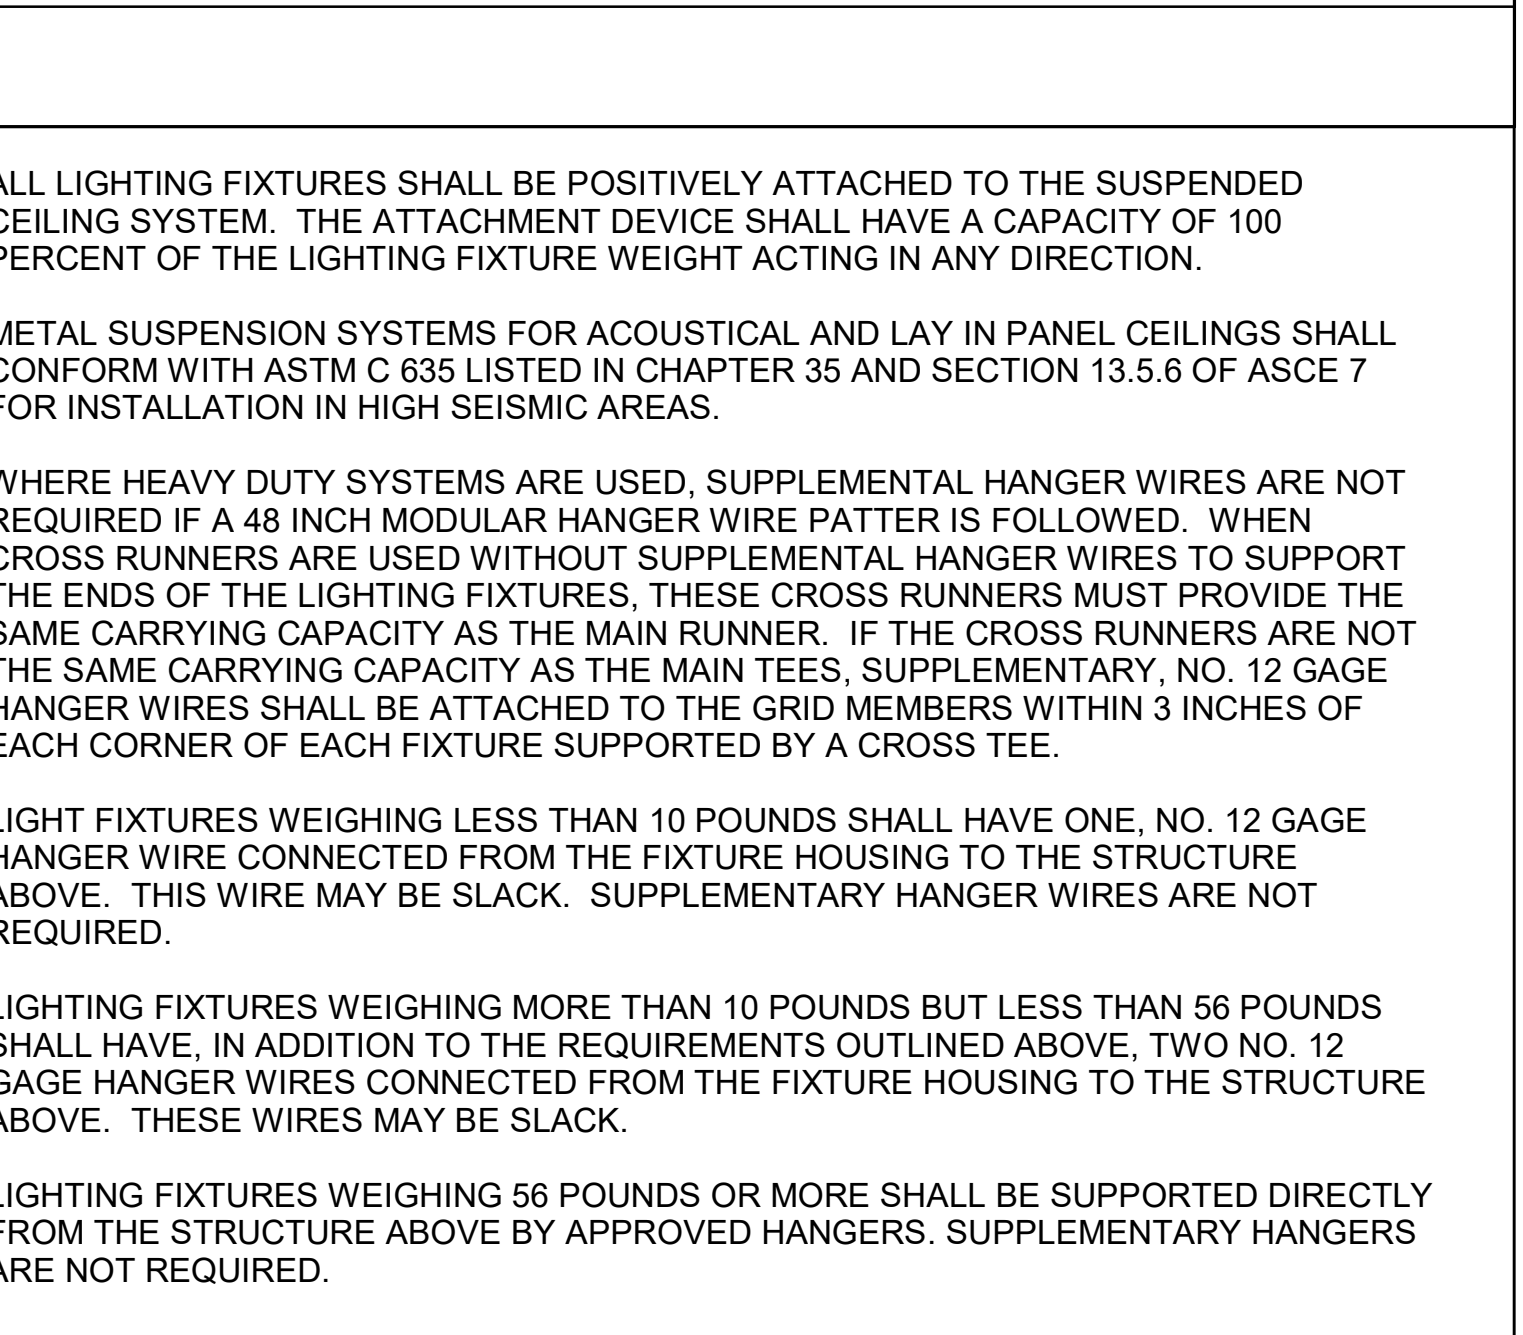 ALL LIGHTING FIXTURES SHALL BE POSITIVELY ATTACHED TO THE SUSPENDED
CEILING SYSTEM.  THE ATTACHMENT DEVICE SHALL HAVE A CAPACITY OF 100
PERCENT OF THE LIGHTING FIXTURE WEIGHT ACTING IN ANY DIRECTION.
METAL SUSPENSION SYSTEMS FOR ACOUSTICAL AND LAY IN PANEL CEILINGS SHALL
CONFORM WITH ASTM C 635 LISTED IN CHAPTER 35 AND SECTION 13.5.6 OF ASCE 7
FOR INSTALLATION IN HIGH SEISMIC AREAS.
WHERE HEAVY DUTY SYSTEMS ARE USED, SUPPLEMENTAL HANGER WIRES ARE NOT
REQUIRED IF A 48 INCH MODULAR HANGER WIRE PATTER IS FOLLOWED.  WHEN
CROSS RUNNERS ARE USED WITHOUT SUPPLEMENTAL HANGER WIRES TO SUPPORT
THE ENDS OF THE LIGHTING FIXTURES, THESE CROSS RUNNERS MUST PROVIDE THE
SAME CARRYING CAPACITY AS THE MAIN RUNNER.  IF THE CROSS RUNNERS ARE NOT
THE SAME CARRYING CAPACITY AS THE MAIN TEES, SUPPLEMENTARY, NO. 12 GAGE
HANGER WIRES SHALL BE ATTACHED TO THE GRID MEMBERS WITHIN 3 INCHES OF
EACH CORNER OF EACH FIXTURE SUPPORTED BY A CROSS TEE.
LIGHT FIXTURES WEIGHING LESS THAN 10 POUNDS SHALL HAVE ONE, NO. 12 GAGE
HANGER WIRE CONNECTED FROM THE FIXTURE HOUSING TO THE STRUCTURE
ABOVE.  THIS WIRE MAY BE SLACK.  SUPPLEMENTARY HANGER WIRES ARE NOT
REQUIRED.
LIGHTING FIXTURES WEIGHING MORE THAN 10 POUNDS BUT LESS THAN 56 POUNDS
SHALL HAVE, IN ADDITION TO THE REQUIREMENTS OUTLINED ABOVE, TWO NO. 12
GAGE HANGER WIRES CONNECTED FROM THE FIXTURE HOUSING TO THE STRUCTURE
ABOVE.  THESE WIRES MAY BE SLACK.
LIGHTING FIXTURES WEIGHING 56 POUNDS OR MORE SHALL BE SUPPORTED DIRECTLY
FROM THE STRUCTURE ABOVE BY APPROVED HANGERS. SUPPLEMENTARY HANGERS
ARE NOT REQUIRED.